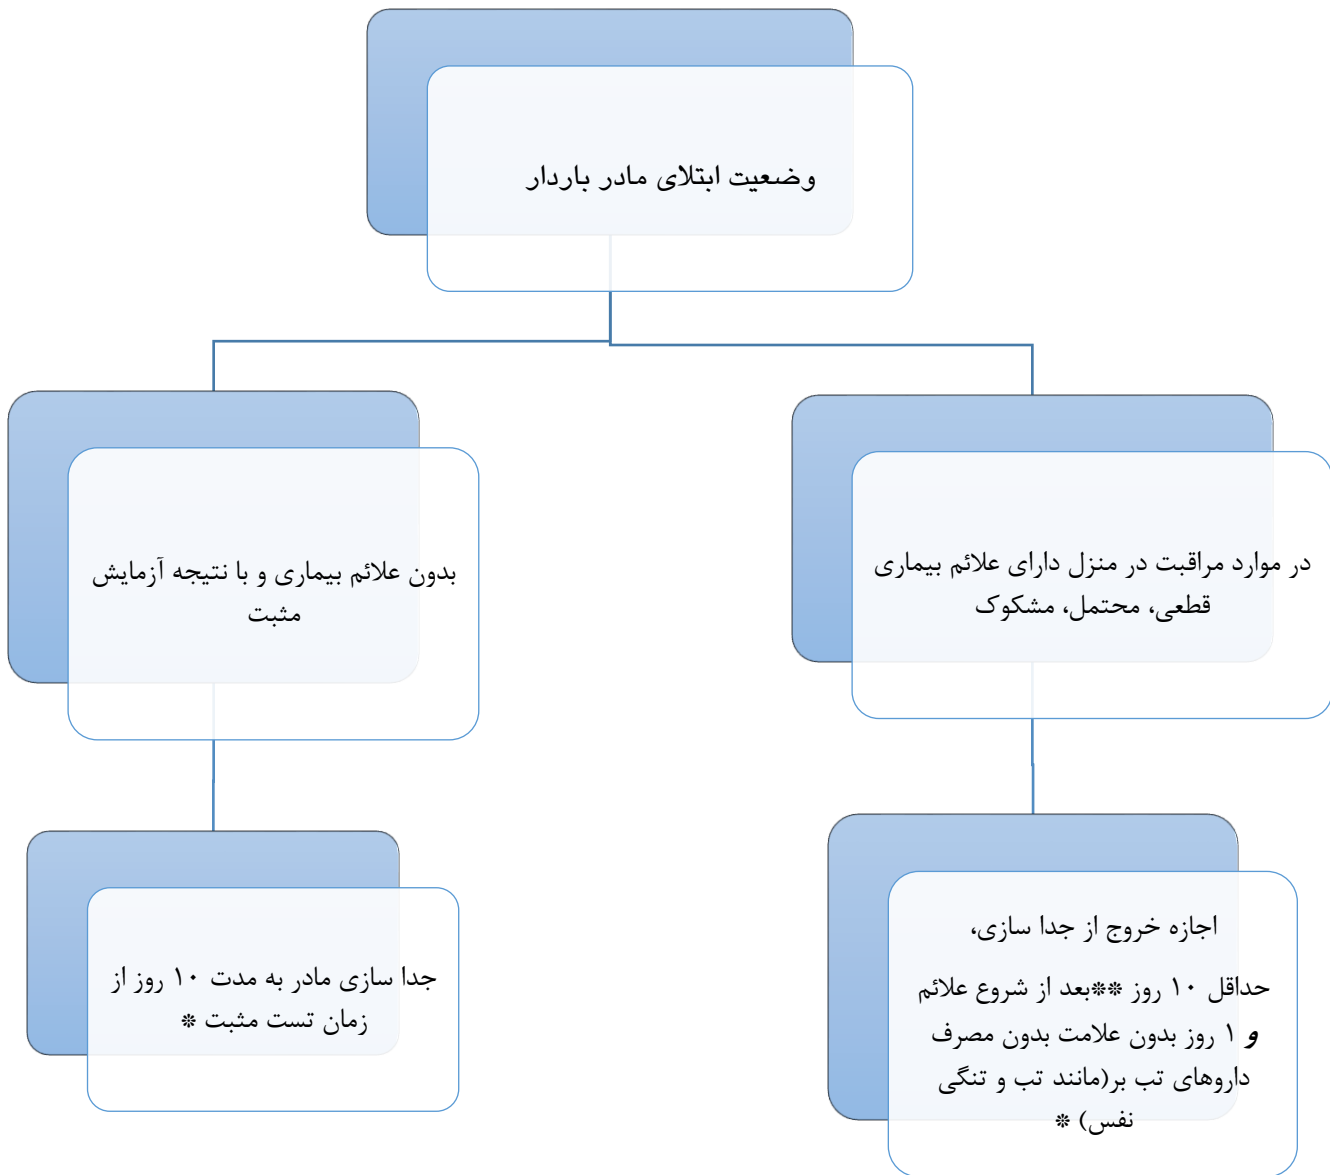 وضعیت ابتلای مادر باردار
در موارد مراقبت در منزل دارای علائم بیماری
قطعی، محتمل، مشکوک
بدون علائم بیماری و با نتیجه آزمایش
مثبت
اجازه خروج از جدا سازی،
حداقل ۱۰ روز **بعد از شروع علائم
و ۱ روز بدون علامت بدون مصرف
داروهای تب بر(مانند تب و تنگی
نفس) *
جدا سازی مادر به مدت ۱۰ روز از
زمان تست مثبت *